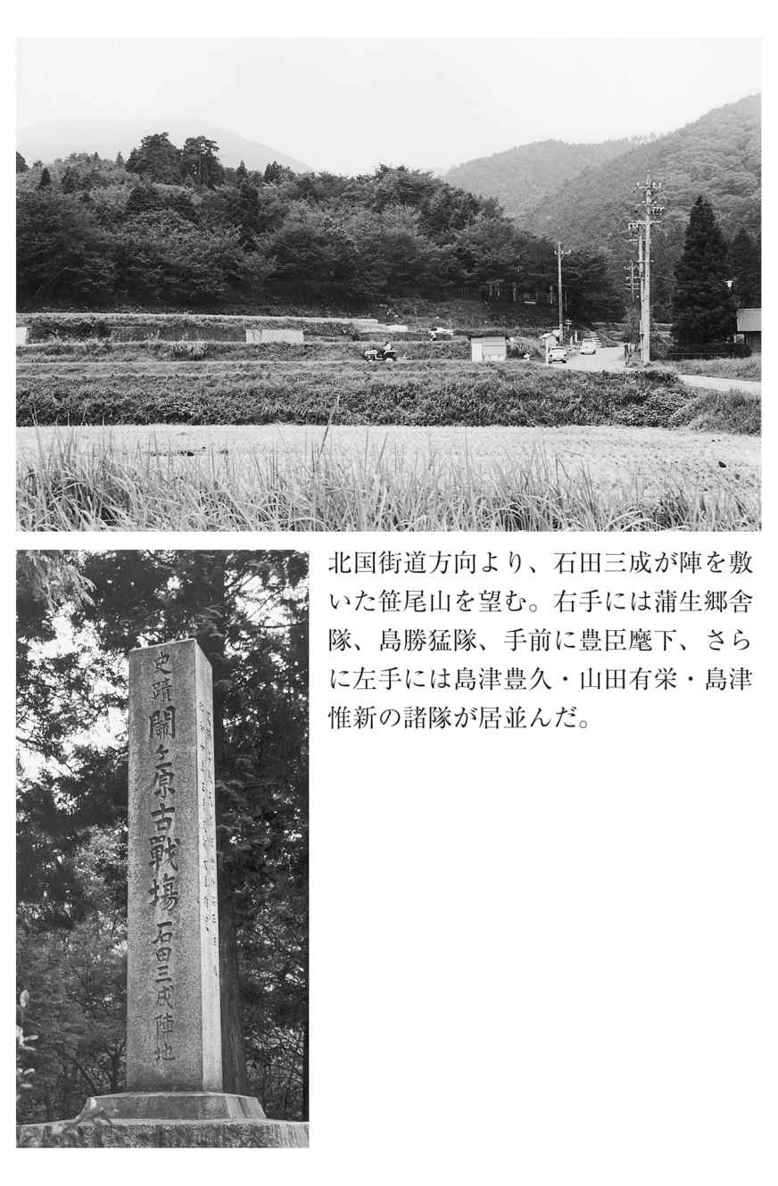 北国街道方向より、石田三成が陣を敷
いた笹尾山を望む。右手には蒲生郷舎
隊、島勝猛隊、手前に豊臣麾下、さら
に左手には島津豊久・山田有栄・島津
惟新の諸隊が居並んだ。
史蹟關ヶ原古戰塲石田三成陣地